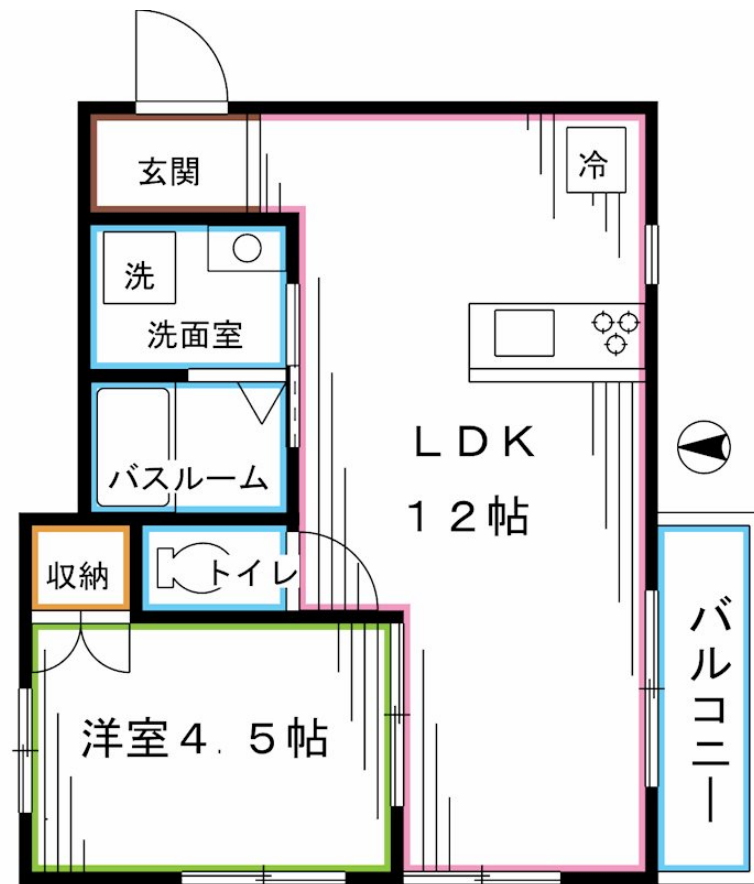 玄関
冷
洗
洗面室
バスルーム
LDK
12帖
収納
トイレ
洋室4.5帖
バルコニー